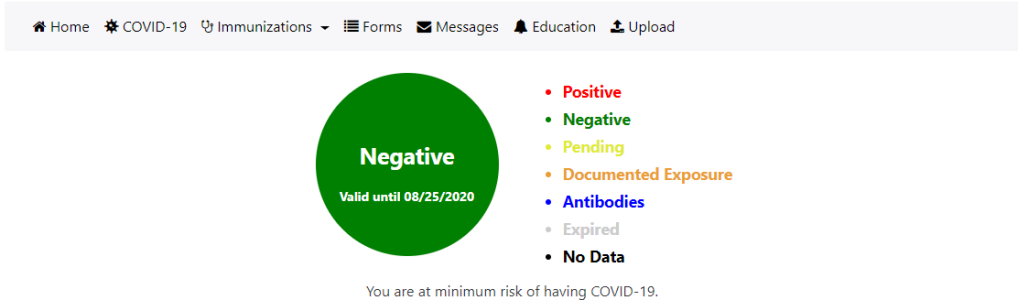 Home COVID-19 Immunizations Forms Messages Education Upload
Negative
Valid until 08/25/2020
Positive
Negative
Pending
Documented Exposure
Antibodies
Expired
No Data
You are at minimum risk of having COVID-19.